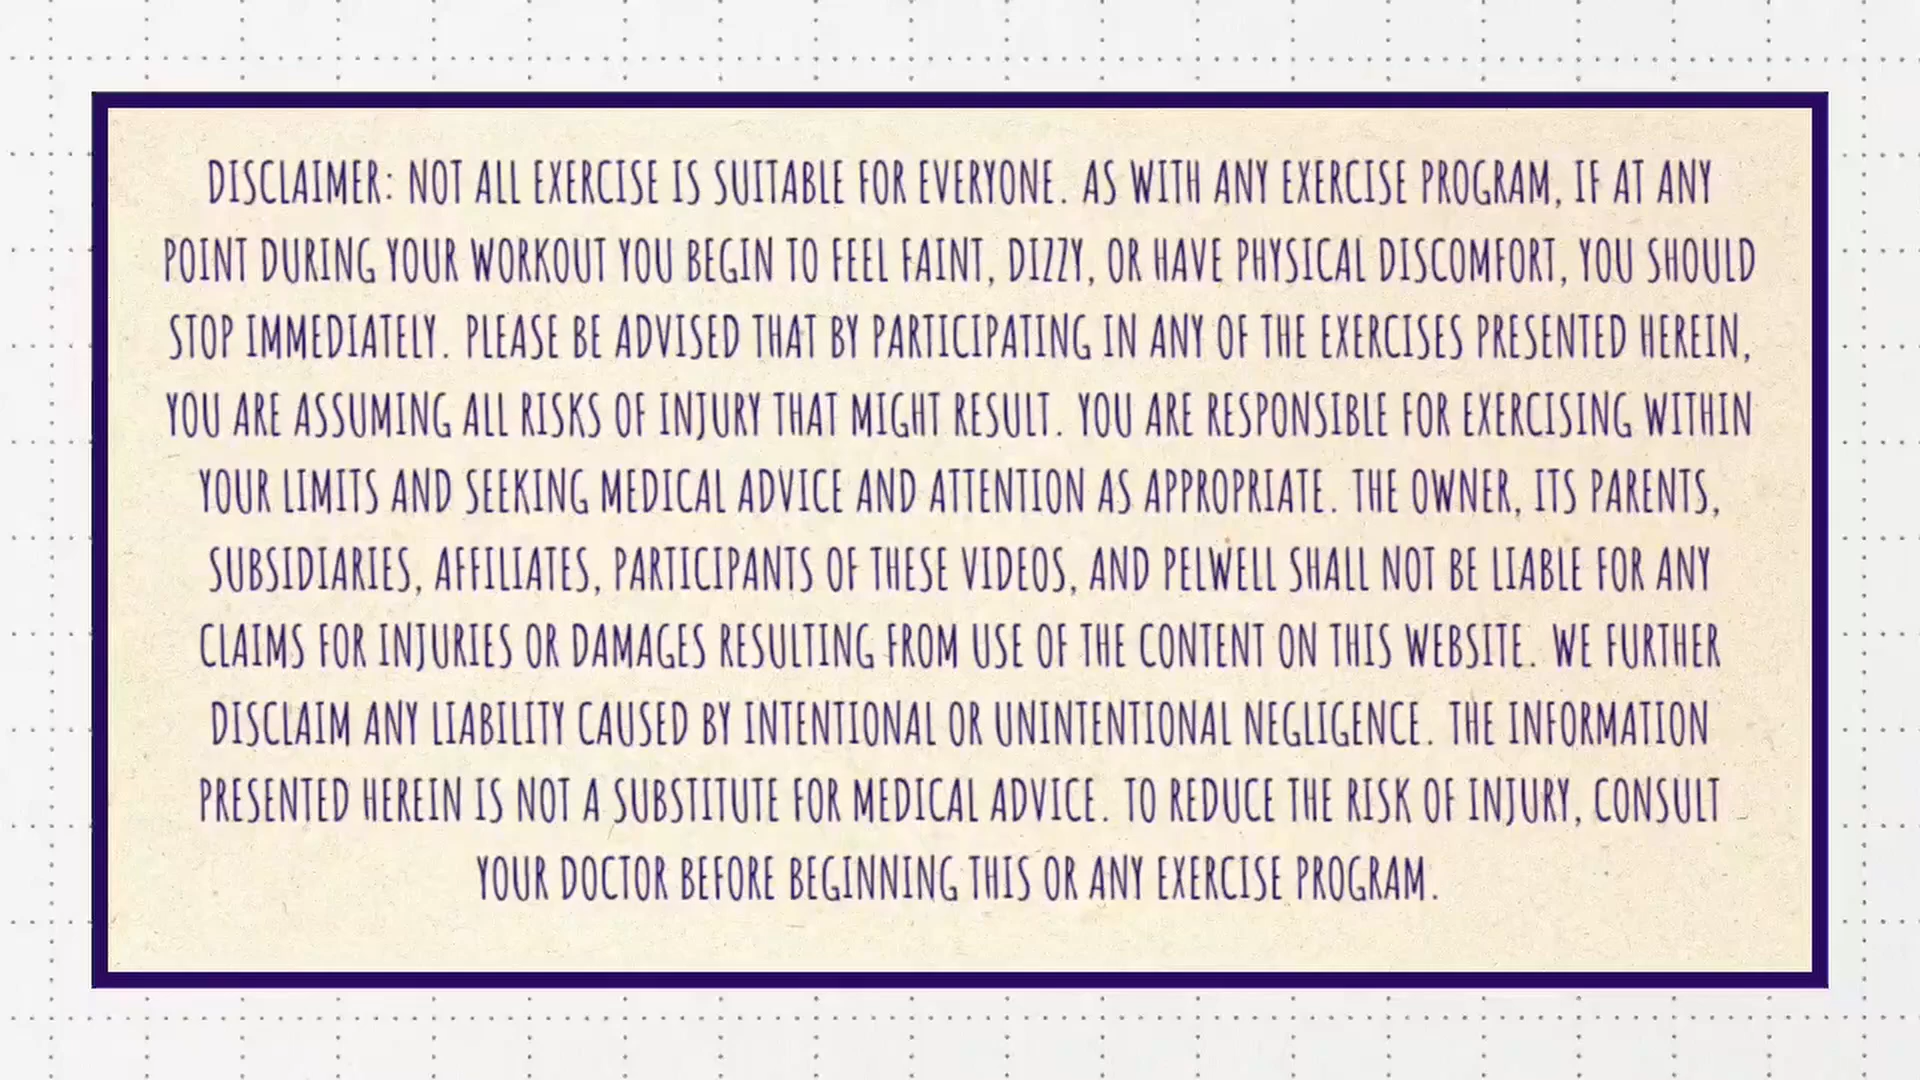 DISCLAIMER: NOT ALL EXERCISE IS SUITABLE FOR EVERYONE. AS WITH ANY EXERCISE PROGRAM, IF AT ANY
POINT DURING YOUR WORKOUT YOU BEGIN TO FEEL FAINT, DIZZY, OR HAVE PHYSICAL DISCOMFORT, YOU SHOULD
STOP IMMEDIATELY. PLEASE BE ADVISED THAT BY PARTICIPATING IN ANY OF THE EXERCISES PRESENTED HEREIN,
YOU ARE ASSUMING ALL RISKS OF INJURY THAT MIGHT RESULT. YOU ARE RESPONSIBLE FOR EXERCISING WITHIN
YOUR LIMITS AND SEEKING MEDICAL ADVICE AND ATTENTION AS APPROPRIATE. THE OWNER, ITS PARENTS,
SUBSIDIARIES, AFFILIATES, PARTICIPANTS OF THESE VIDEOS, AND PELWELL SHALL NOT BE LIABLE FOR ANY
CLAIMS FOR INJURIES OR DAMAGES RESULTING FROM USE OF THE CONTENT ON THIS WEBSITE. WE FURTHER
DISCLAIM ANY LIABILITY CAUSED BY INTENTIONAL OR UNINTENTIONAL NEGLIGENCE. THE INFORMATION
PRESENTED HEREIN IS NOT A SUBSTITUTE FOR MEDICAL ADVICE. TO REDUCE THE RISK OF INJURY, CONSULT
YOUR DOCTOR BEFORE BEGINNING THIS OR ANY EXERCISE PROGRAM.